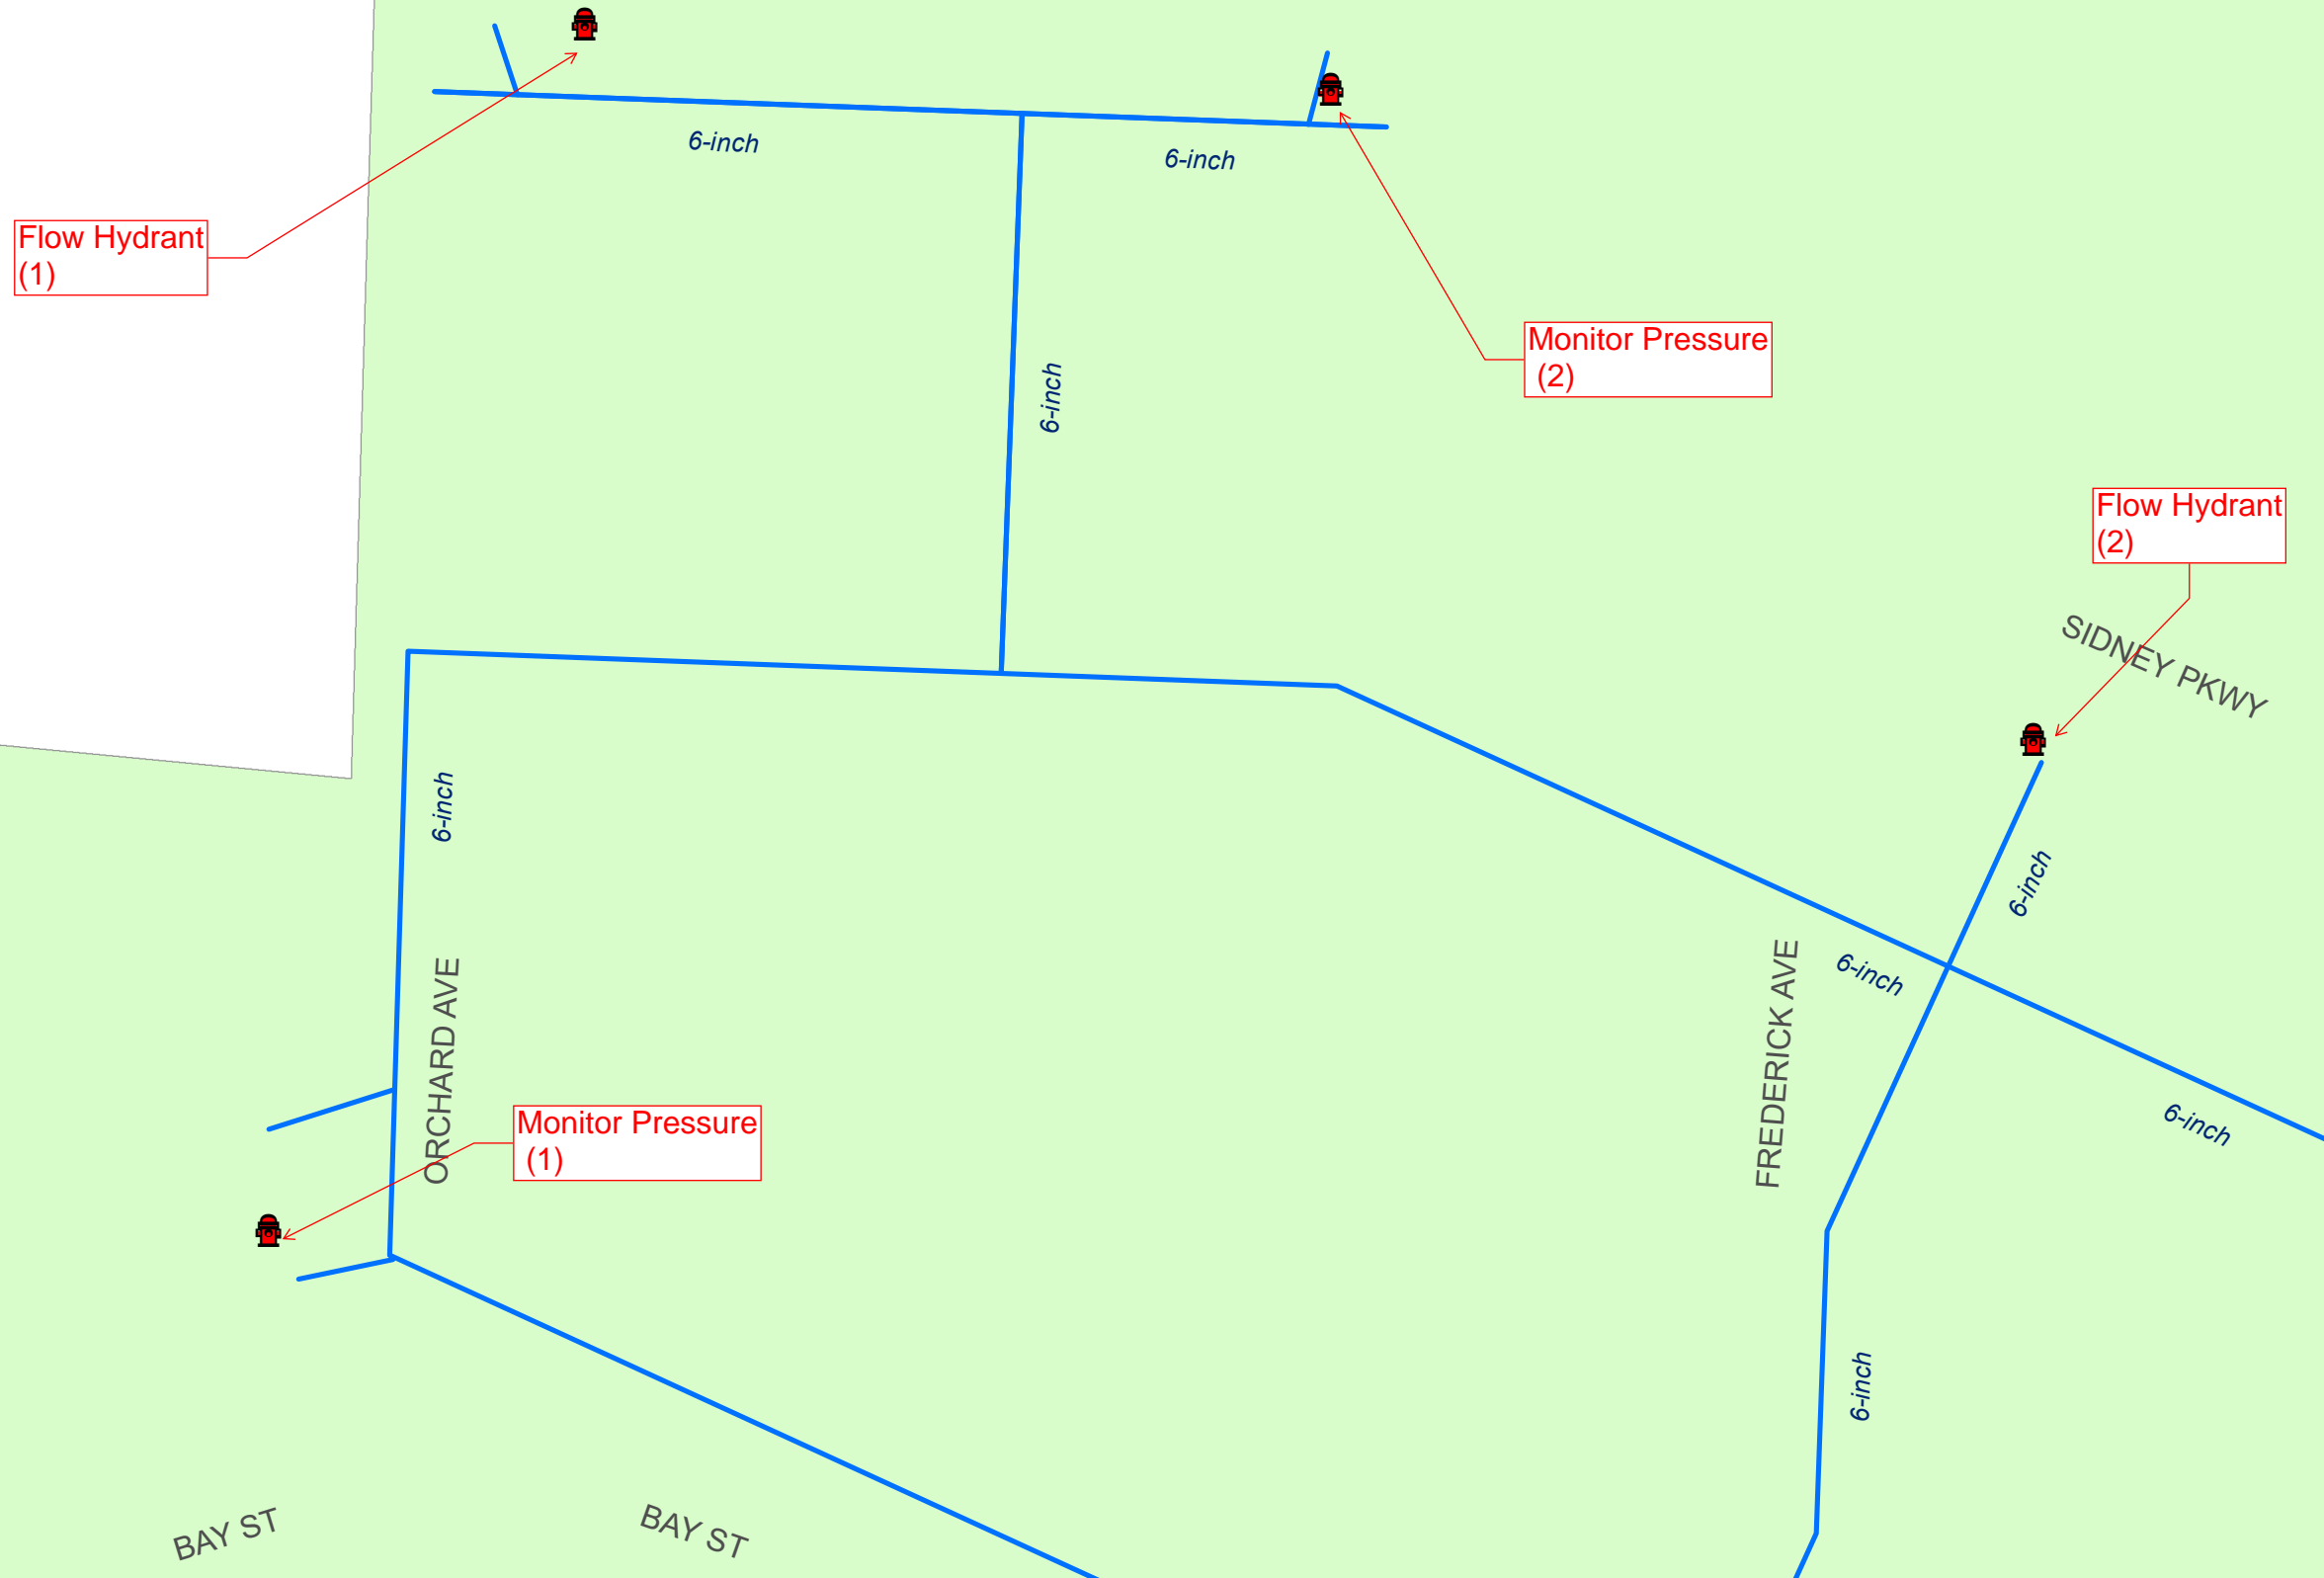 6-inch
6-inch
Flow Hydrant
(1)
Monitor Pressure
(2)
6-inch
Flow Hydrant
(2)
SIDNEY PKWY
6-inch
6-inch
6-inch
FREDERICK AVE
ORCHARD AVE
6-inch
Monitor Pressure
(1)
6-inch
BAY ST
BAY ST